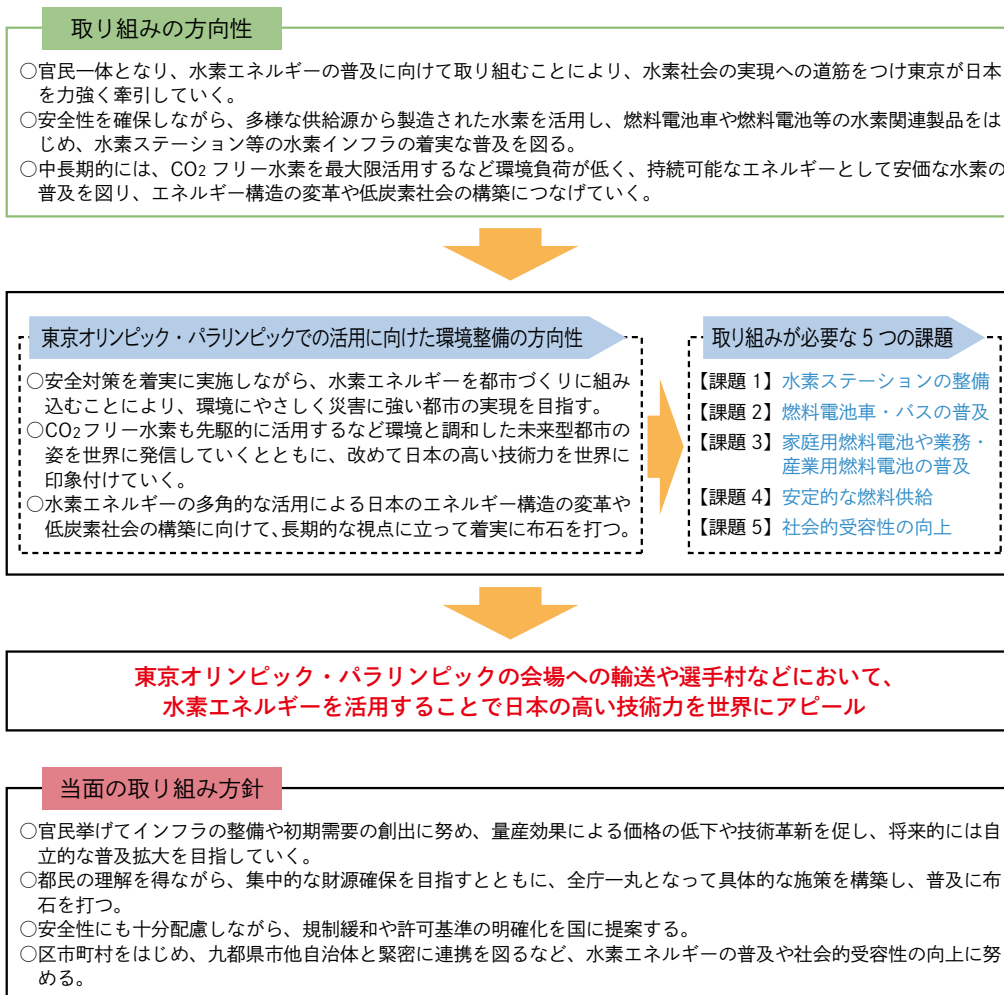 取り組みの方向性
○官民一体となり、水素エネルギーの普及に向けて取り組むことにより、水素社会の実現への道筋をつけ東京が日本
を力強く牽引していく。
○安全性を確保しながら、多様な供給源から製造された水素を活用し、燃料電池車や燃料電池等の水素関連製品をは
じめ、水素ステーション等の水素インフラの着実な普及を図る。
○中長期的には、CO2 フリー水素を最大限活用するなど環境負荷が低く、持続可能なエネルギーとして安価な水素の
普及を図り、エネルギー構造の変革や低炭素社会の構築につなげていく。
東京オリンピック・パラリンピックでの活用に向けた環境整備の方向性
○安全対策を着実に実施しながら、水素エネルギーを都市づくりに組み
込むことにより、環境にやさしく災害に強い都市の実現を目指す。
○CO2フリー水素も先駆的に活用するなど環境と調和した未来型都市の
姿を世界に発信していくとともに、改めて日本の高い技術力を世界に
印象付けていく。
○水素エネルギーの多角的な活用による日本のエネルギー構造の変革や
低炭素社会の構築に向けて、長期的な視点に立って着実に布石を打つ。
取り組みが必要な 5 つの課題
【課題 1】水素ステーションの整備
【課題 2】燃料電池車・バスの普及
【課題 3】家庭用燃料電池や業務・
産業用燃料電池の普及
【課題 4】安定的な燃料供給
【課題 5】社会的受容性の向上
東京オリンピック・パラリンピックの会場への輸送や選手村などにおいて、
水素エネルギーを活用することで日本の高い技術力を世界にアピール
当面の取り組み方針
○官民挙げてインフラの整備や初期需要の創出に努め、量産効果による価格の低下や技術革新を促し、将来的には自
立的な普及拡大を目指していく。
○都民の理解を得ながら、集中的な財源確保を目指すとともに、全庁一丸となって具体的な施策を構築し、普及に布
石を打つ。
○安全性にも十分配慮しながら、規制緩和や許可基準の明確化を国に提案する。
○区市町村をはじめ、九都県市他自治体と緊密に連携を図るなど、水素エネルギーの普及や社会的受容性の向上に努
める。